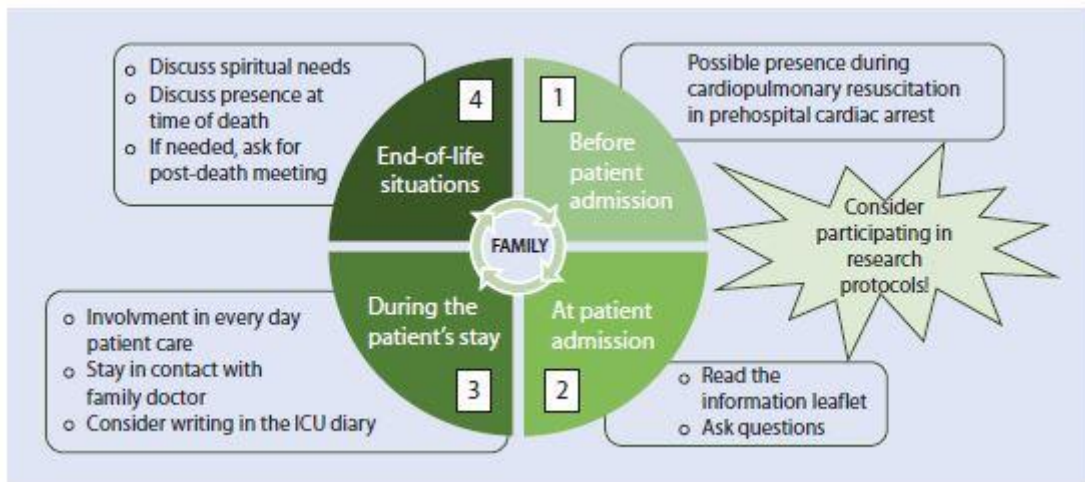 Discuss spiritual needs
Discuss presence at
time of death
If needed, ask for
post-death meeting
4
End-of-life
situations
1
Before
patient
admission
Possible presence during
cardiopulmonary resuscitation
in prehospital cardiac arrest
Consider
participating in
research
protocols!
FAMILY
Involvment in every day
patient care
Stay in contact with
family doctor
Consider writing in the ICU diary
During the
patient's stay
3
At patient
admission
2
Read the
information leaflet
Ask questions